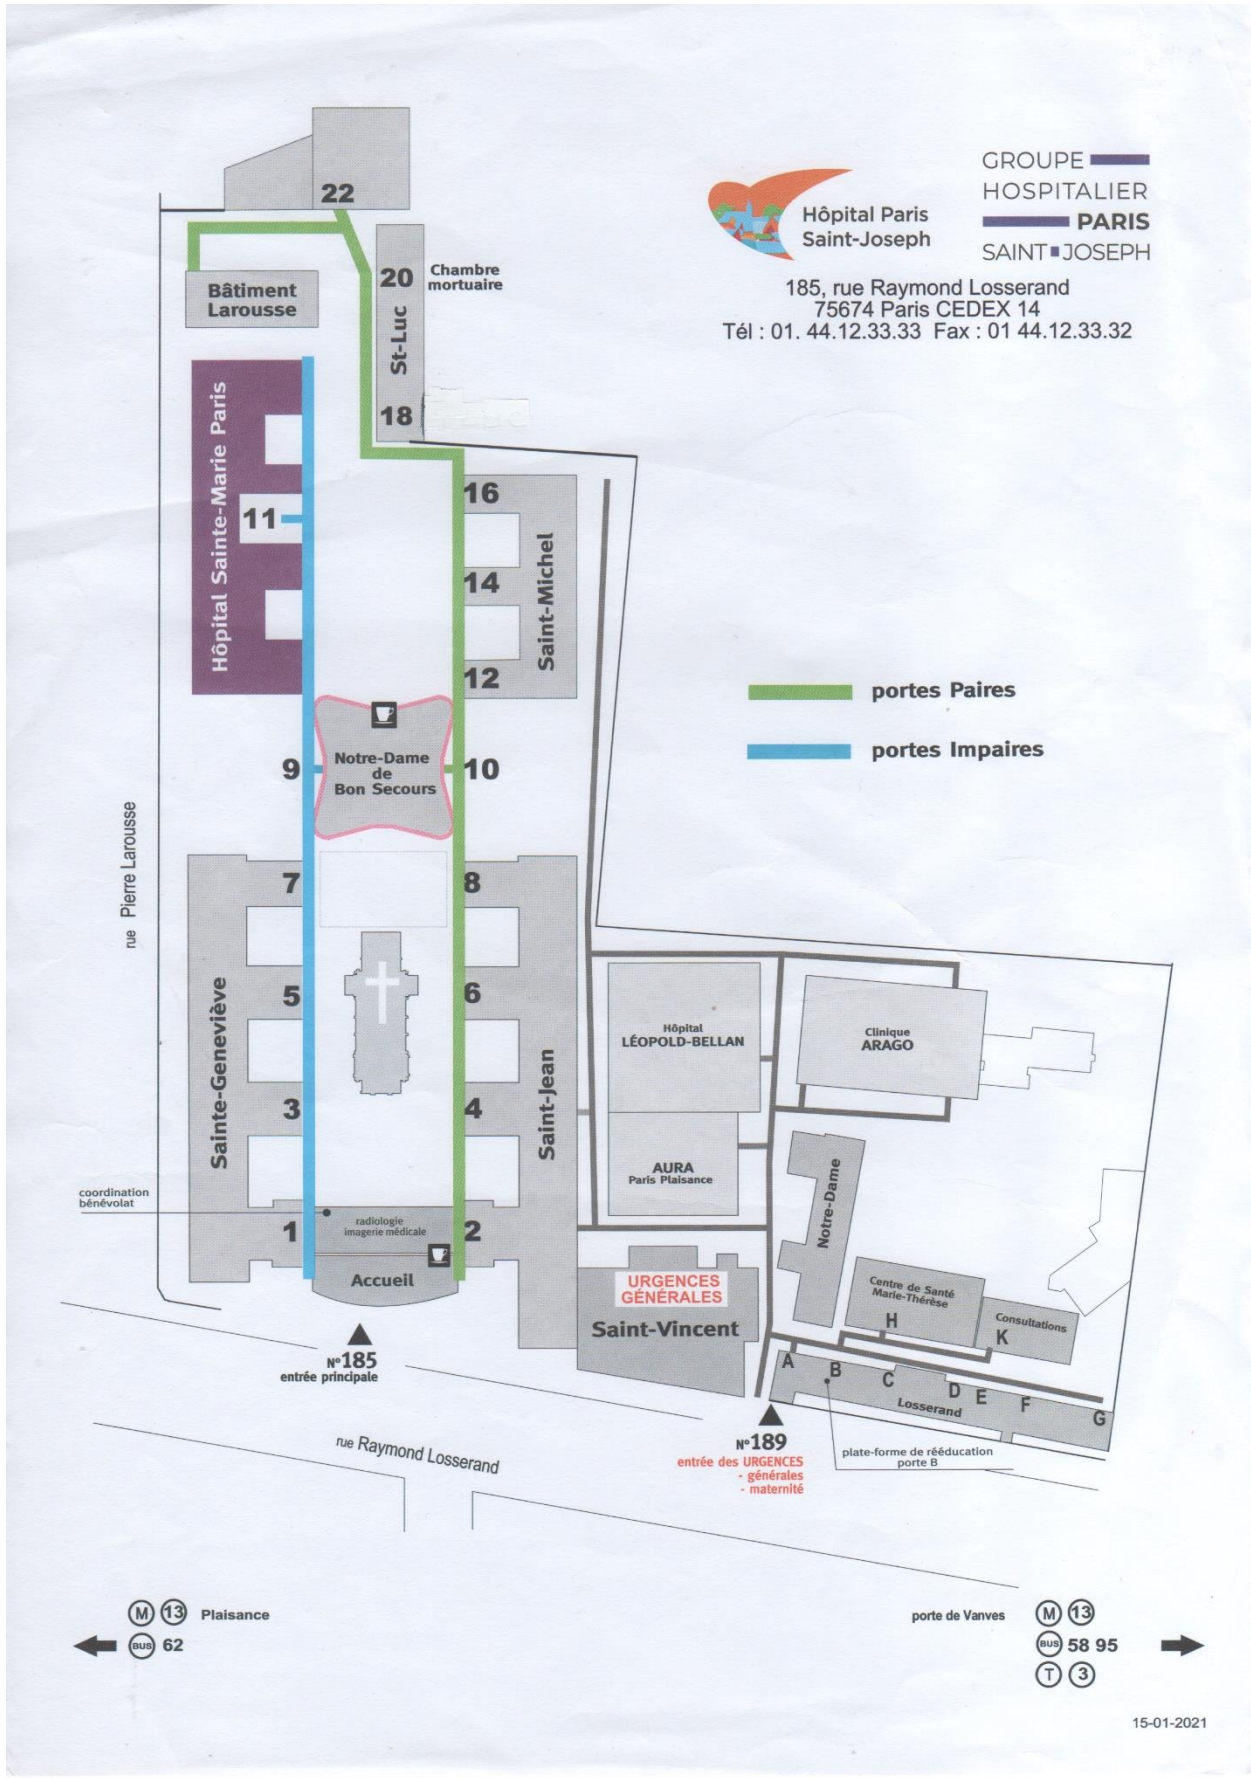 GROUPE
HOSPITALIER
PARIS
SAINT JOSEPH
Hôpital Paris
Saint-Joseph
185, rue Raymond Losserand
75674 Paris CEDEX 14
Tél : 01. 44.12.33.33 Fax : 01 44.12.33.32
22
Bâtiment
Larousse
20
Chambre
mortuaire
St-Luc
18
Hôpital Sainte-Marie Paris
11
16
14
12
Saint-Michel
portes Paires
portes Impaires
9
Notre-Dame
de
Bon Secours
10
rue Pierre Larousse
7
8
5
6
3
4
Sainte-Geneviève
Saint-Jean
Hôpital
LÉOPOLD-BELLAN
Clinique
ARAGO
AURA
Paris Plaisance
Notre-Dame
coordination
bénévolat
1
radiologie
imagerie médicale
2
Accueil
URGENCES
GÉNÉRALES
Saint-Vincent
Centre de Santé
Marie-Thérèse
H
Consultations
K
A
B
C
D
E
F
G
Losserand
N°185
entrée principale
N°189
entrée des URGENCES
- générales
- maternité
plate-forme de rééducation
porte B
rue Raymond Losserand
M 13 Plaisance
BUS 62
porte de Vanves M 13
BUS 58 95
T 3
15-01-2021